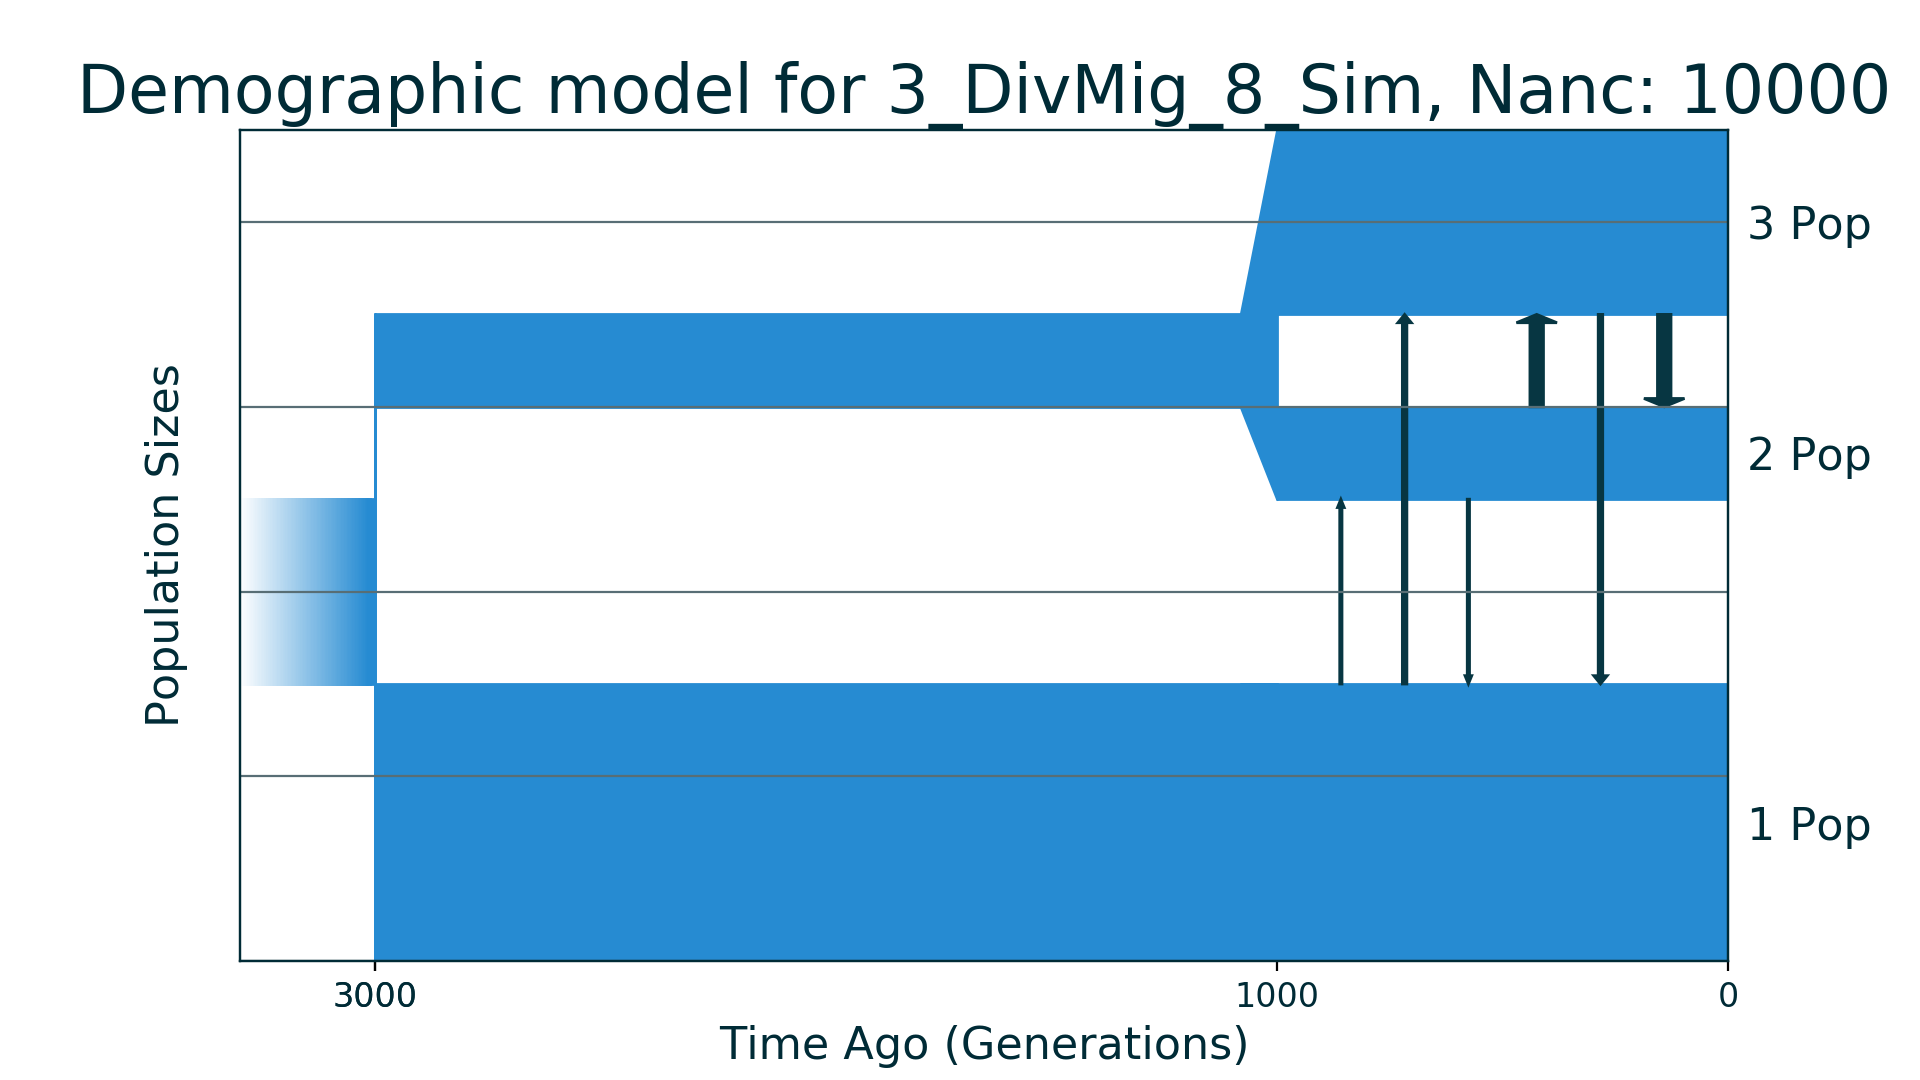 Demographic model for 3_DivMig_8_Sim, Nanc: 10000
3 Pop
2 Pop
1 Pop
Population Sizes
3000
1000
0
Time Ago (Generations)